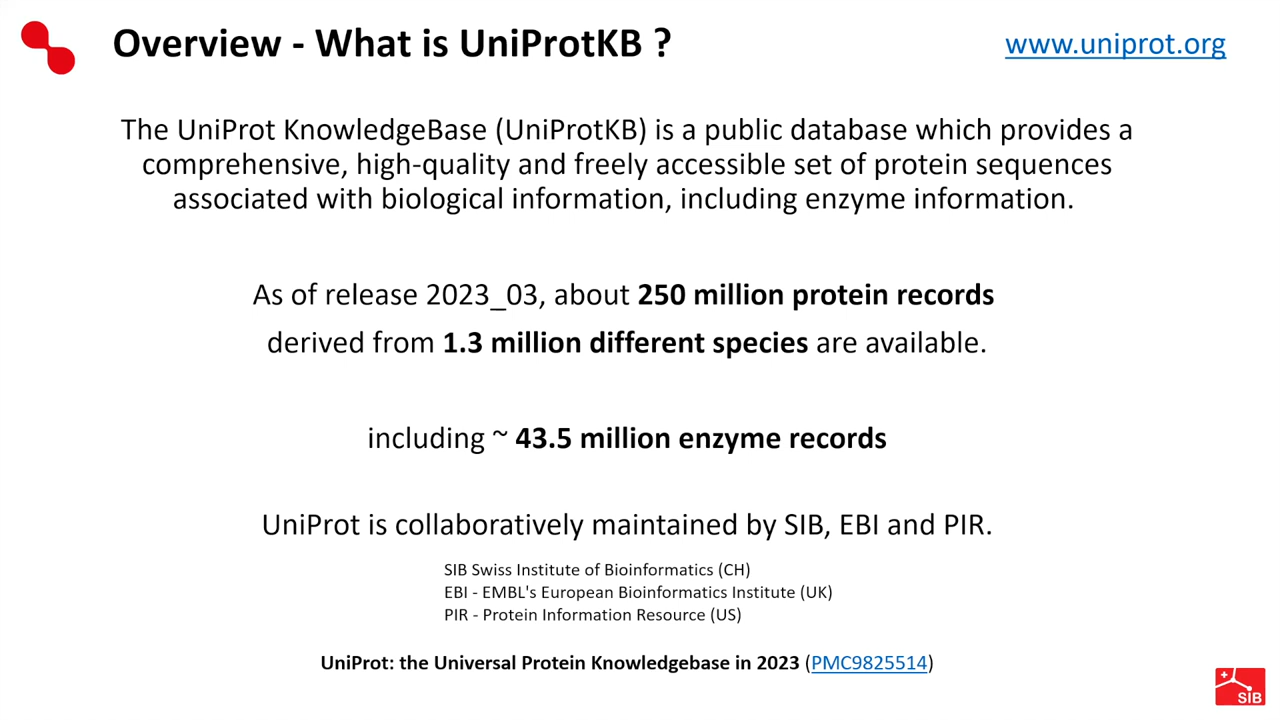 Overview - What is UniProtKB ?
www.uniprot.org
The UniProt KnowledgeBase (UniProtKB) is a public database which provides a
comprehensive, high-quality and freely accessible set of protein sequences
associated with biological information, including enzyme information.
As of release 2023_03, about 250 million protein records
derived from 1.3 million different species are available.
including ~ 43.5 million enzyme records
UniProt is collaboratively maintained by SIB, EBI and PIR.
SIB Swiss Institute of Bioinformatics (CH)
EBI - EMBL's European Bioinformatics Institute (UK)
PIR - Protein Information Resource (US)
UniProt: the Universal Protein Knowledgebase in 2023 (PMC9825514)
SIB